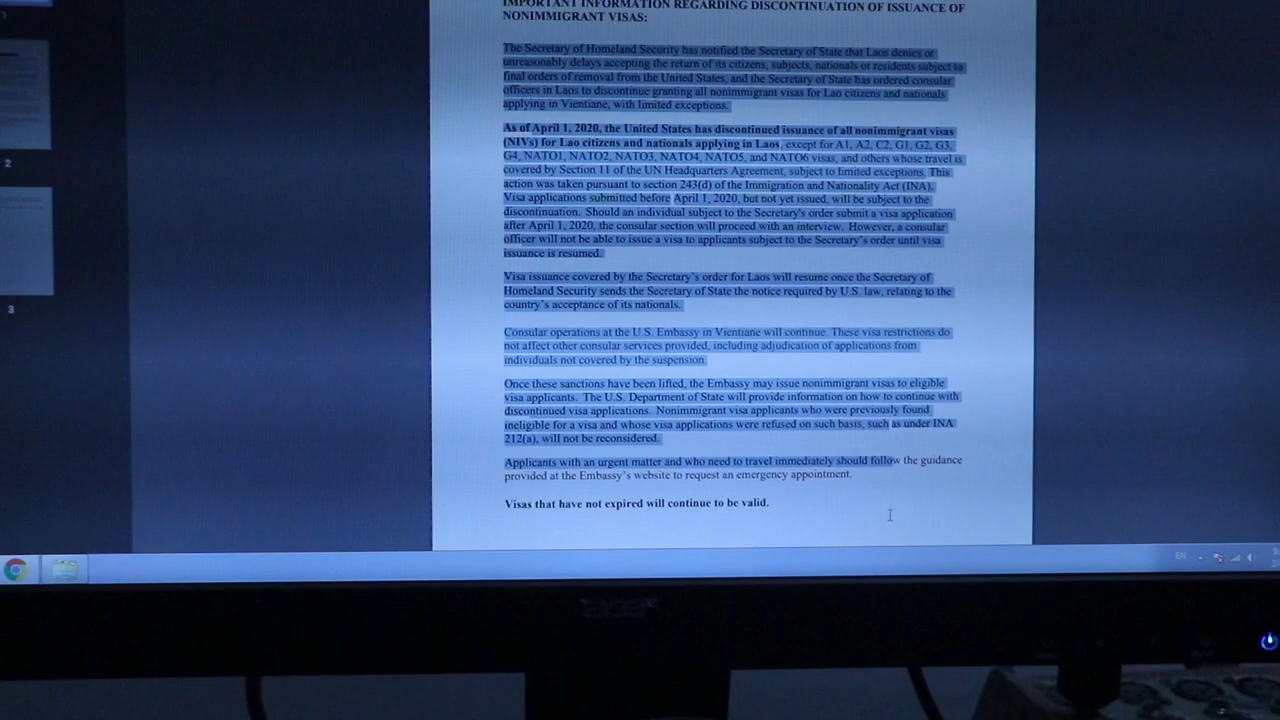 IMPORTANT INFORMATION REGARDING DISCONTINUATION OF ISSUANCE OF
NONIMMIGRANT VISAS:
The Secretary of Homeland Security has notified the Secretary of State that Laos denies or
unreasonably delays accepting the return of its citizens, subjects, nationals or residents subject to
final orders of removal from the United States, and the Secretary of State has ordered consular
officers in Laos to discontinue granting all nonimmigrant visas for Lao citizens and nationals
applying in Vientiane, with limited exceptions.
As of April 1, 2020, the United States has discontinued issuance of all nonimmigrant visas
(NIVs) for Lao citizens and nationals applying in Laos, except for A1, A2, C2, G1, G2, G3,
G4, NATO1, NATO2, NATO3, NATO4, NATO5, and NATO6 visas, and others whose travel is
covered by Section 11 of the UN Headquarters Agreement, subject to limited exceptions. This
action was taken pursuant to section 243(d) of the Immigration and Nationality Act (INA).
Visa applications submitted before April 1, 2020, but not yet issued, will be subject to the
discontinuation. Should an individual subject to the Secretary's order submit a visa application
after April 1, 2020, the consular section will proceed with an interview. However, a consular
officer will not be able to issue a visa to applicants subject to the Secretary's order until visa
issuance is resumed.
Visa issuance covered by the Secretary's order for Laos will resume once the Secretary of
Homeland Security sends the Secretary of State the notice required by U.S. law, relating to the
country's acceptance of its nationals.
Consular operations at the U.S. Embassy in Vientiane will continue. These visa restrictions do
not affect other consular services provided, including adjudication of applications from
individuals not covered by the suspension.
Once these sanctions have been lifted, the Embassy may issue nonimmigrant visas to eligible
visa applicants. The U.S. Department of State will provide information on how to continue with
discontinued visa applications. Nonimmigrant visa applicants who were previously found
ineligible for a visa and whose visa applications were refused on such basis, such as under INA
212(a), will not be reconsidered.
Applicants with an urgent matter and who need to travel immediately should follow the guidance
provided at the Embassy's website to request an emergency appointment.
Visas that have not expired will continue to be valid.
2
3
EN
acer